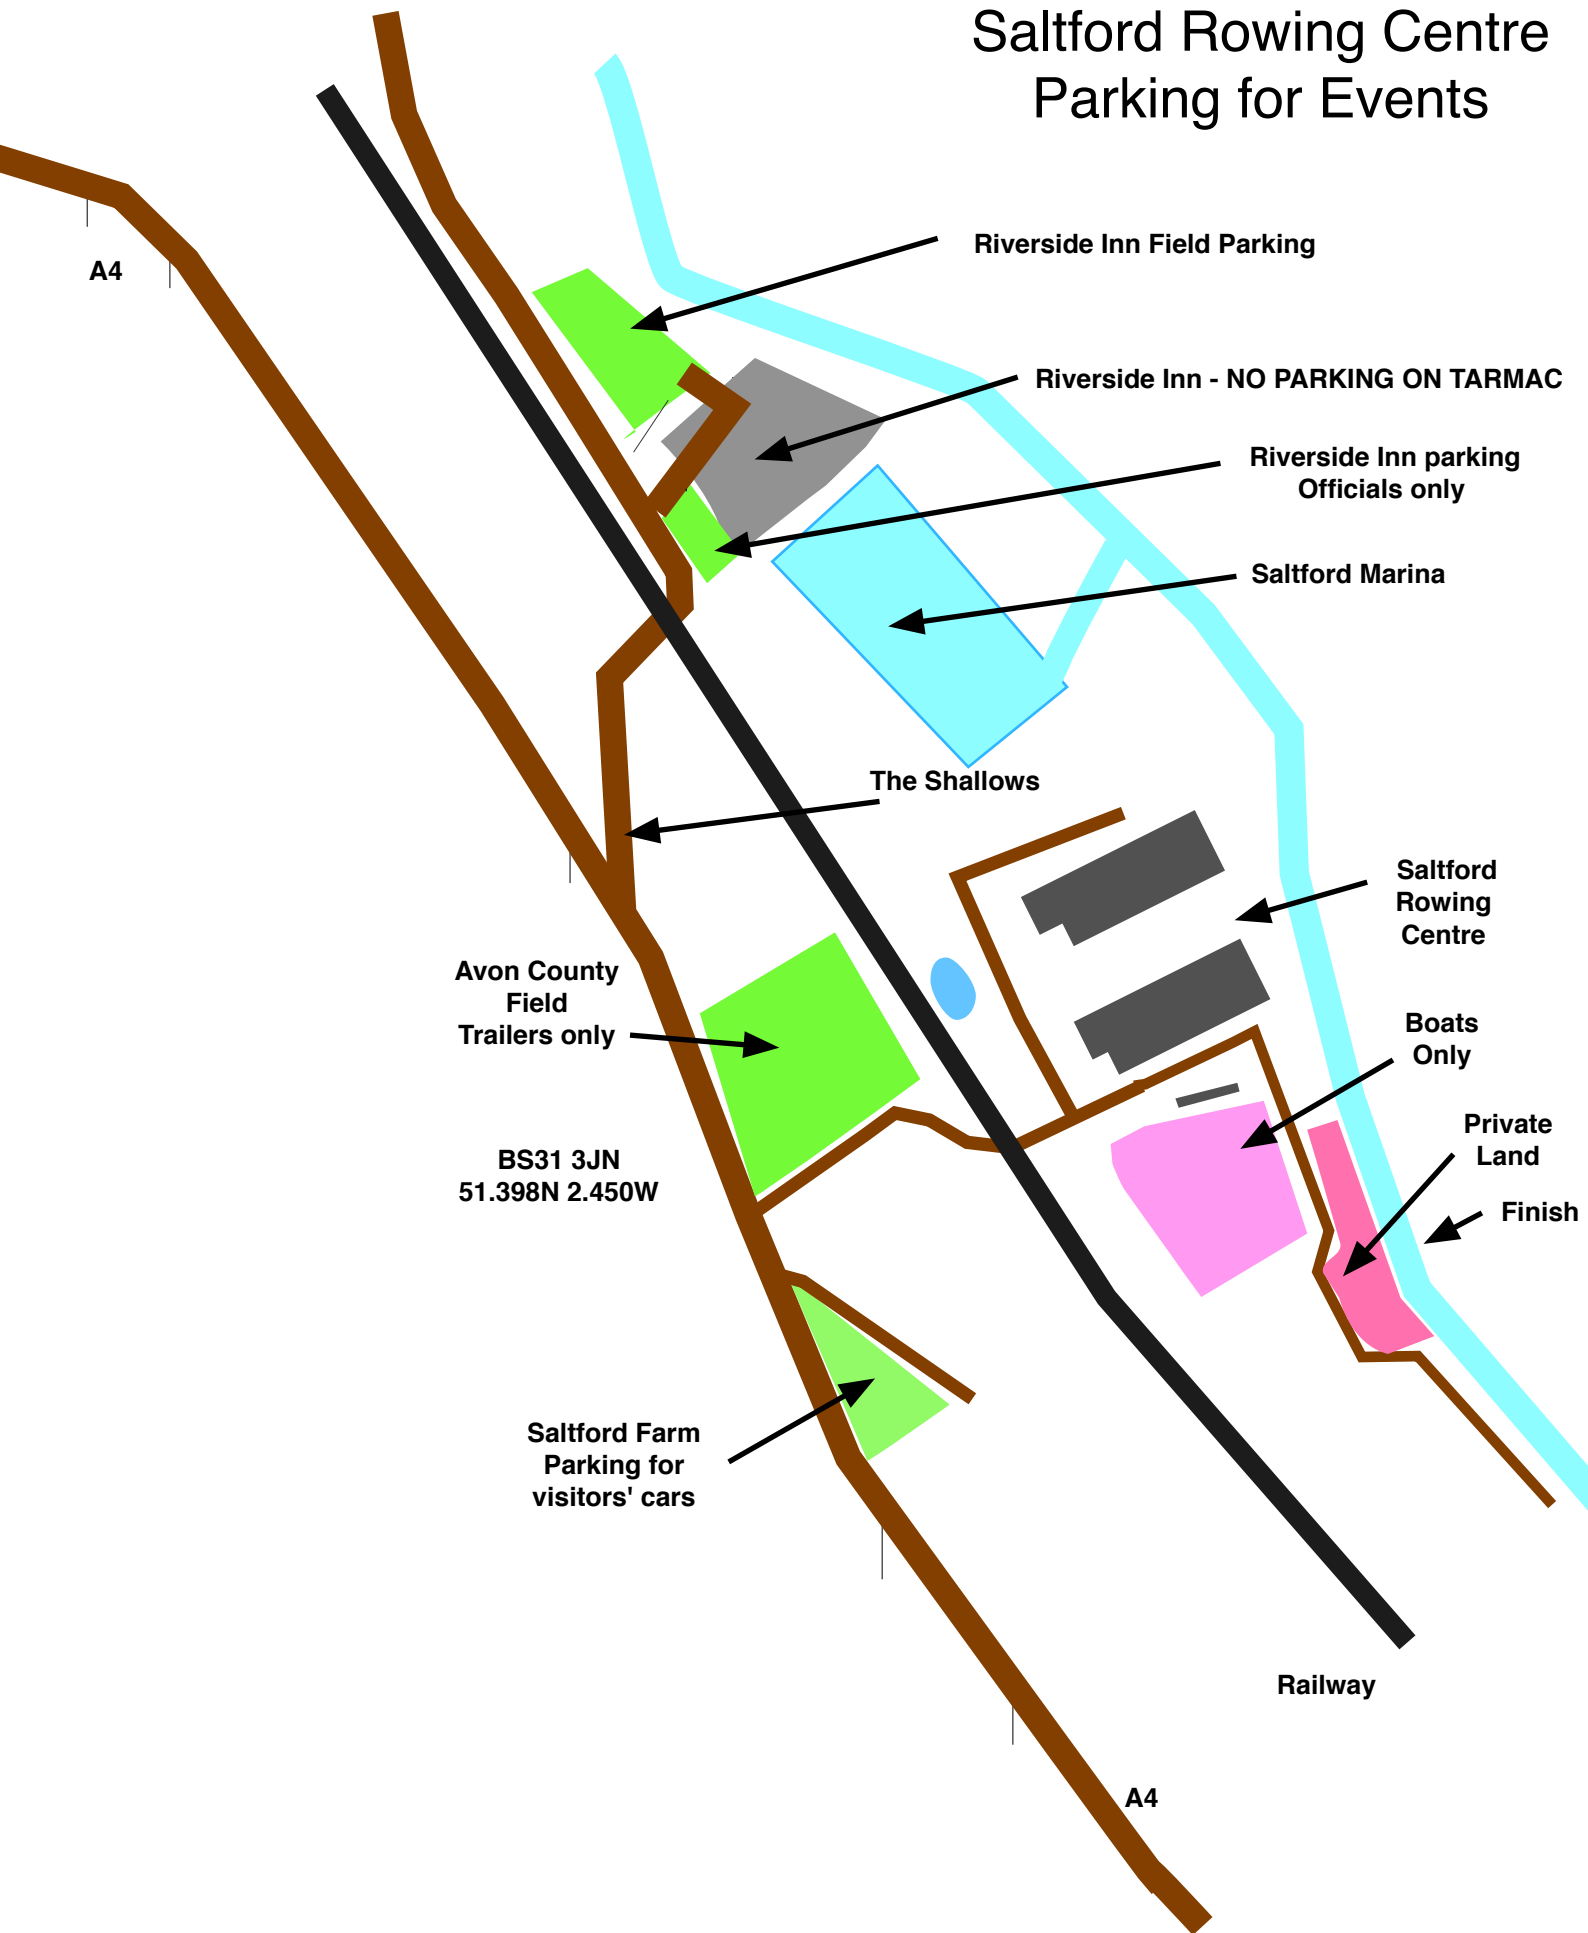 Saltford Rowing Centre
Parking for Events
Riverside Inn Field Parking
A4
Riverside Inn - NO PARKING ON TARMAC
Riverside Inn parking
Officials only
Saltford Marina
The Shallows
Saltford
Rowing
Centre
Avon County
Field
Trailers only
Boats
Only
Private
Land
BS31 3JN
51.398N 2.450W
Finish
Saltford Farm
Parking for
visitors' cars
Railway
A4